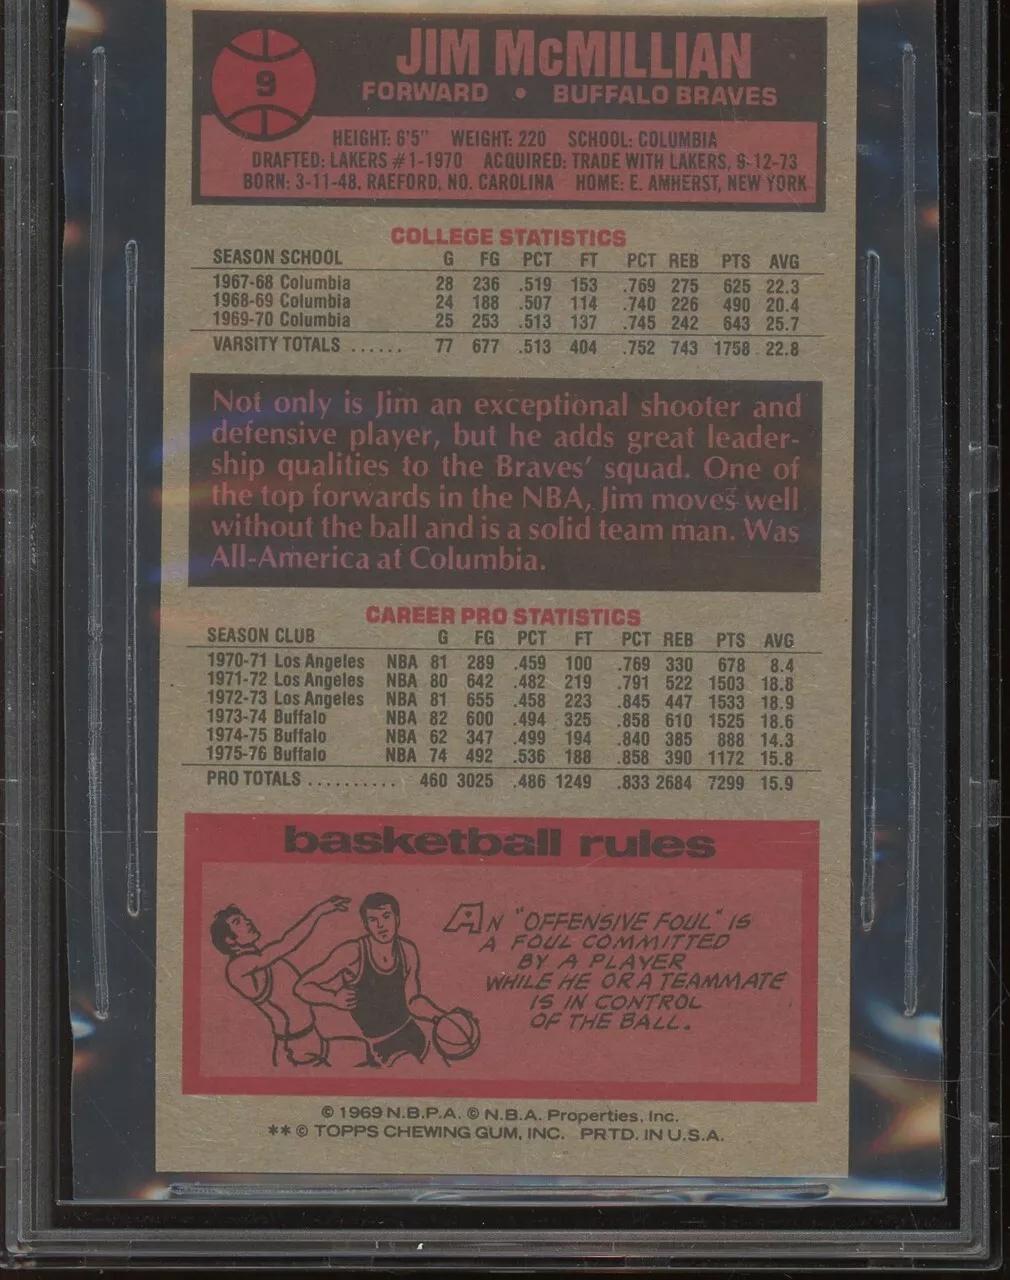 9
JIM McMILLIAN
FORWARD • BUFFALO BRAVES
HEIGHT: 6'5" WEIGHT: 220 SCHOOL: COLUMBIA
DRAFTED: LAKERS #1-1970 ACQUIRED: TRADE WITH LAKERS, 9-12-73
BORN: 3-11-48, RAEFORD, NO. CAROLINA HOME: E. AMHERST, NEW YORK
COLLEGE STATISTICS
SEASON SCHOOL G FG PCT FT PCT REB PTS AVG
1967-68 Columbia 28 236 .519 153 .769 275 625 22.3
1968-69 Columbia 24 188 .507 114 .740 226 490 20.4
1969-70 Columbia 25 253 .513 137 .745 242 643 25.7
VARSITY TOTALS ...... 77 677 .513 404 .752 743 1758 22.8
Not only is Jim an exceptional shooter and
defensive player, but he adds great leader-
ship qualities to the Braves' squad. One of
the top forwards in the NBA, Jim moves well
without the ball and is a solid team man. Was
All-America at Columbia.
CAREER PRO STATISTICS
SEASON CLUB G FG PCT FT PCT REB PTS AVG
1970-71 Los Angeles NBA 81 289 .459 100 .769 330 678 8.4
1971-72 Los Angeles NBA 80 642 .482 219 .791 522 1503 18.8
1972-73 Los Angeles NBA 81 655 .458 223 .845 447 1533 18.9
1973-74 Buffalo NBA 82 600 .494 325 .858 610 1525 18.6
1974-75 Buffalo NBA 62 347 .499 194 .840 385 888 14.3
1975-76 Buffalo NBA 74 492 .536 188 .858 390 1172 15.8
PRO TOTALS .......... 460 3025 .486 1249 .833 2684 7299 15.9
basketball rules
AN "OFFENSIVE FOUL" IS
A FOUL COMMITTED
BY A PLAYER
WHILE HE OR A TEAMMATE
IS IN CONTROL
OF THE BALL.
© 1969 N.B.P.A. © N.B.A. Properties, Inc.
** © TOPPS CHEWING GUM, INC. PRTD. IN U.S.A.